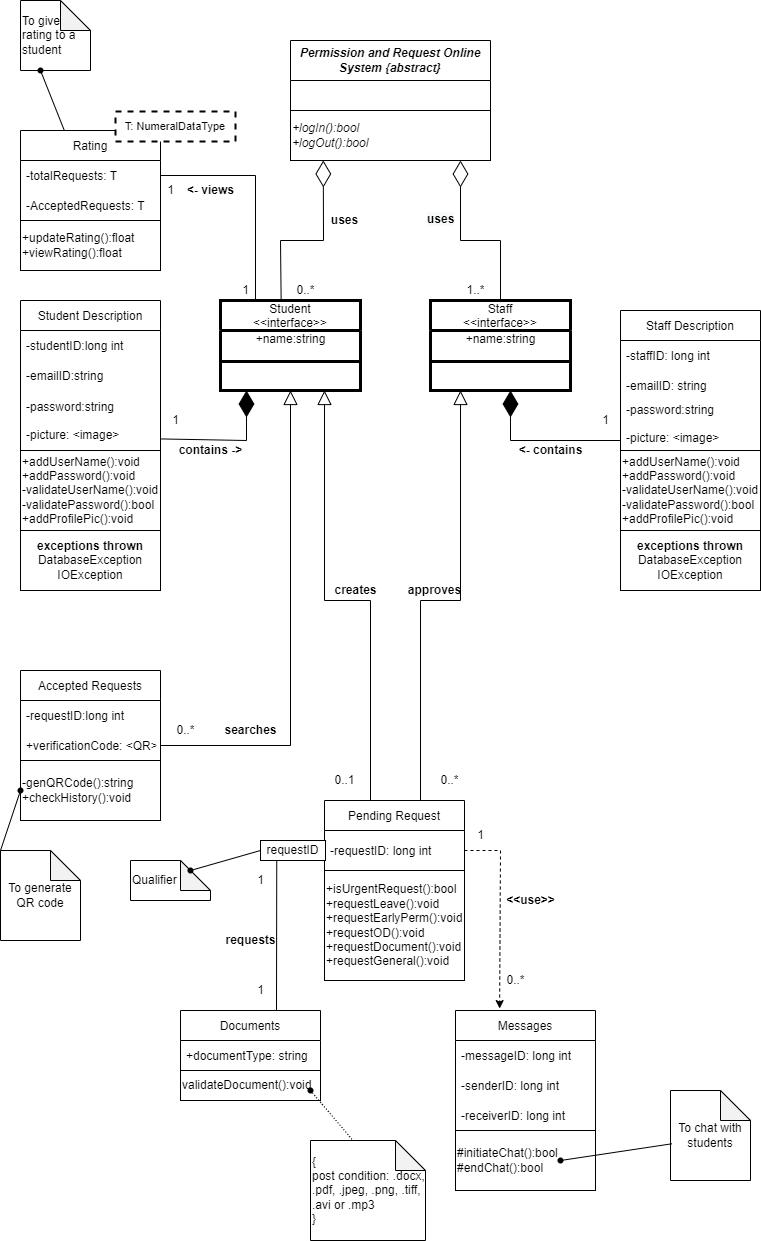 To give
rating to a
student
Permission and Request Online
System {abstract}
+logIn():bool
+logOut():bool
T: NumeralDataType
Rating
-totalRequests: T
-AcceptedRequests: T
+updateRating():float
+viewRating():float
1
<- views
1
uses
0..*
uses
1..*
Student
<<interface>>
+name:string
Staff
<<interface>>
+name:string
Student Description
-studentID:long int
-emailID:string
-password:string
-picture: <image>
+addUserName():void
+addPassword():void
-validateUserName():void
-validatePassword():bool
+addProfilePic():void
exceptions thrown
DatabaseException
IOException
1
contains ->
Staff Description
-staffID: long int
-emailID: string
-password:string
-picture: <image>
+addUserName():void
+addPassword():void
-validateUserName():void
-validatePassword():bool
+addProfilePic():void
exceptions thrown
DatabaseException
IOException
1
<- contains
creates
approves
Accepted Requests
-requestID:long int
+verificationCode: <QR>
-genQRCode():string
+checkHistory():void
0..*
searches
0..1
0..*
To generate
QR code
Pending Request
-requestID: long int
+isUrgentRequest():bool
+requestLeave():void
+requestEarlyPerm():void
+requestOD():void
+requestDocument():void
+requestGeneral():void
requestID
Qualifier
1
requests
1
1
<<use>>
0..*
Documents
+documentType: string
validateDocument():void
Messages
-messageID: long int
-senderID: long int
-receiverID: long int
#initiateChat():bool
#endChat():bool
To chat with
students
{
post condition: .docx,
.pdf, .jpeg, .png, .tiff,
.avi or .mp3
}